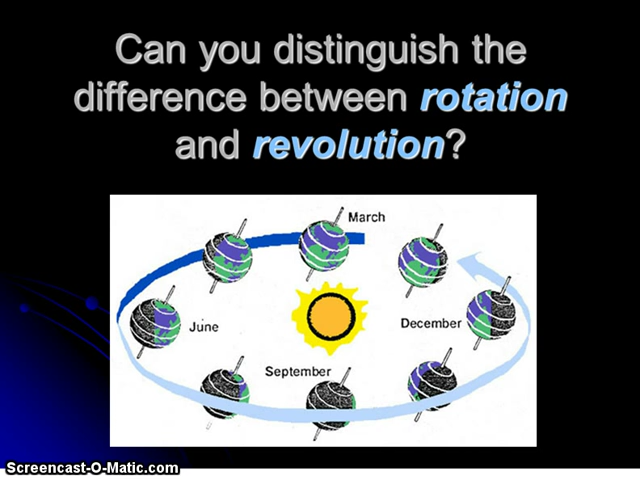 Can you distinguish the
difference between rotation
and revolution?
March
June
December
September
Screencast-O-Matic.com